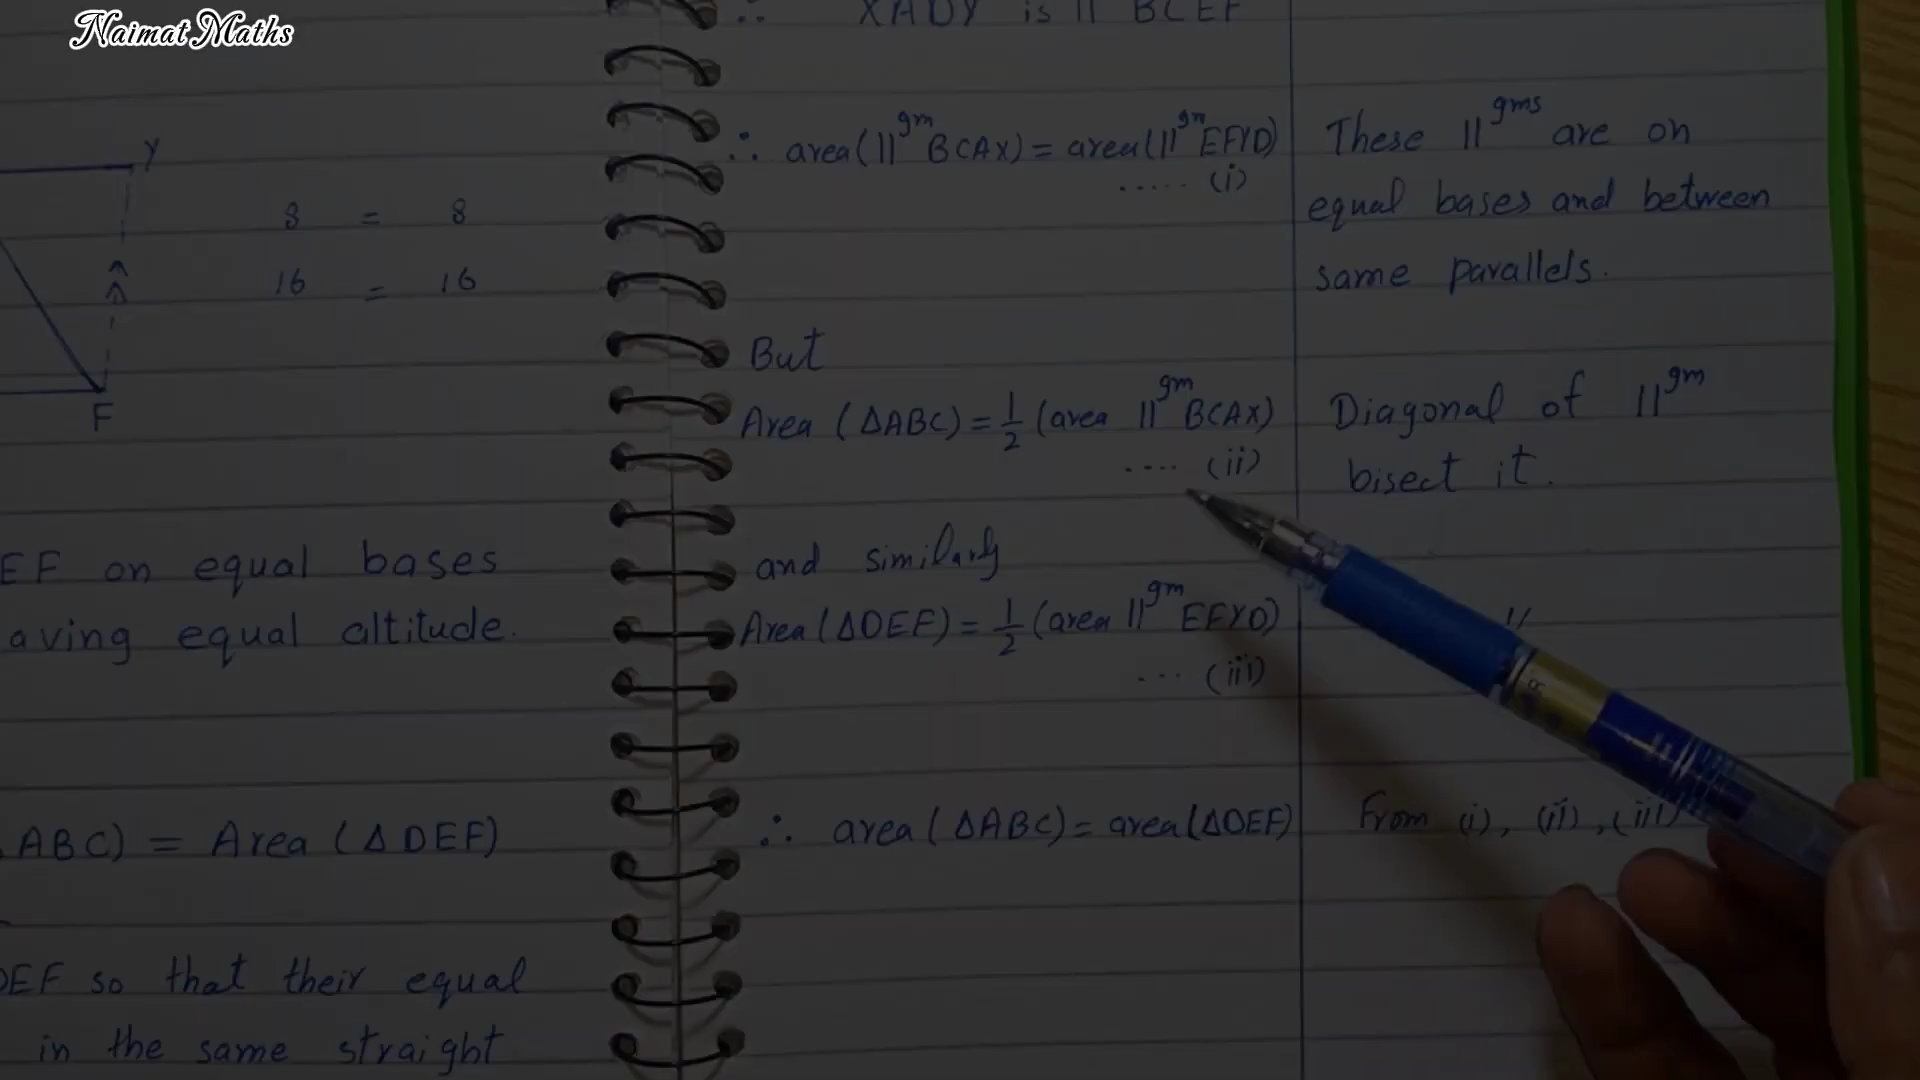 Naimat Maths
Y
8 = 8
16 = 16
F
EF on equal bases
aving equal altitude.
ABC) = Area (Δ DEF)
DEF so that their equal
in the same straight
∴ XADY is || BCEF
∴ area(||gm BCAX) = area(||gm EFYD)
..... (i)
But
Area (ΔABC) = 1/2 (area ||gm BCAX)
.... (ii)
and similarly
Area (ΔDEF) = 1/2 (area ||gm EFYD)
... (iii)
∴ area (ΔABC) = area(ΔDEF)
These ||gms are on
equal bases and between
same parallels.
Diagonal of ||gm
bisect it.
//
From (i), (ii), (iii)